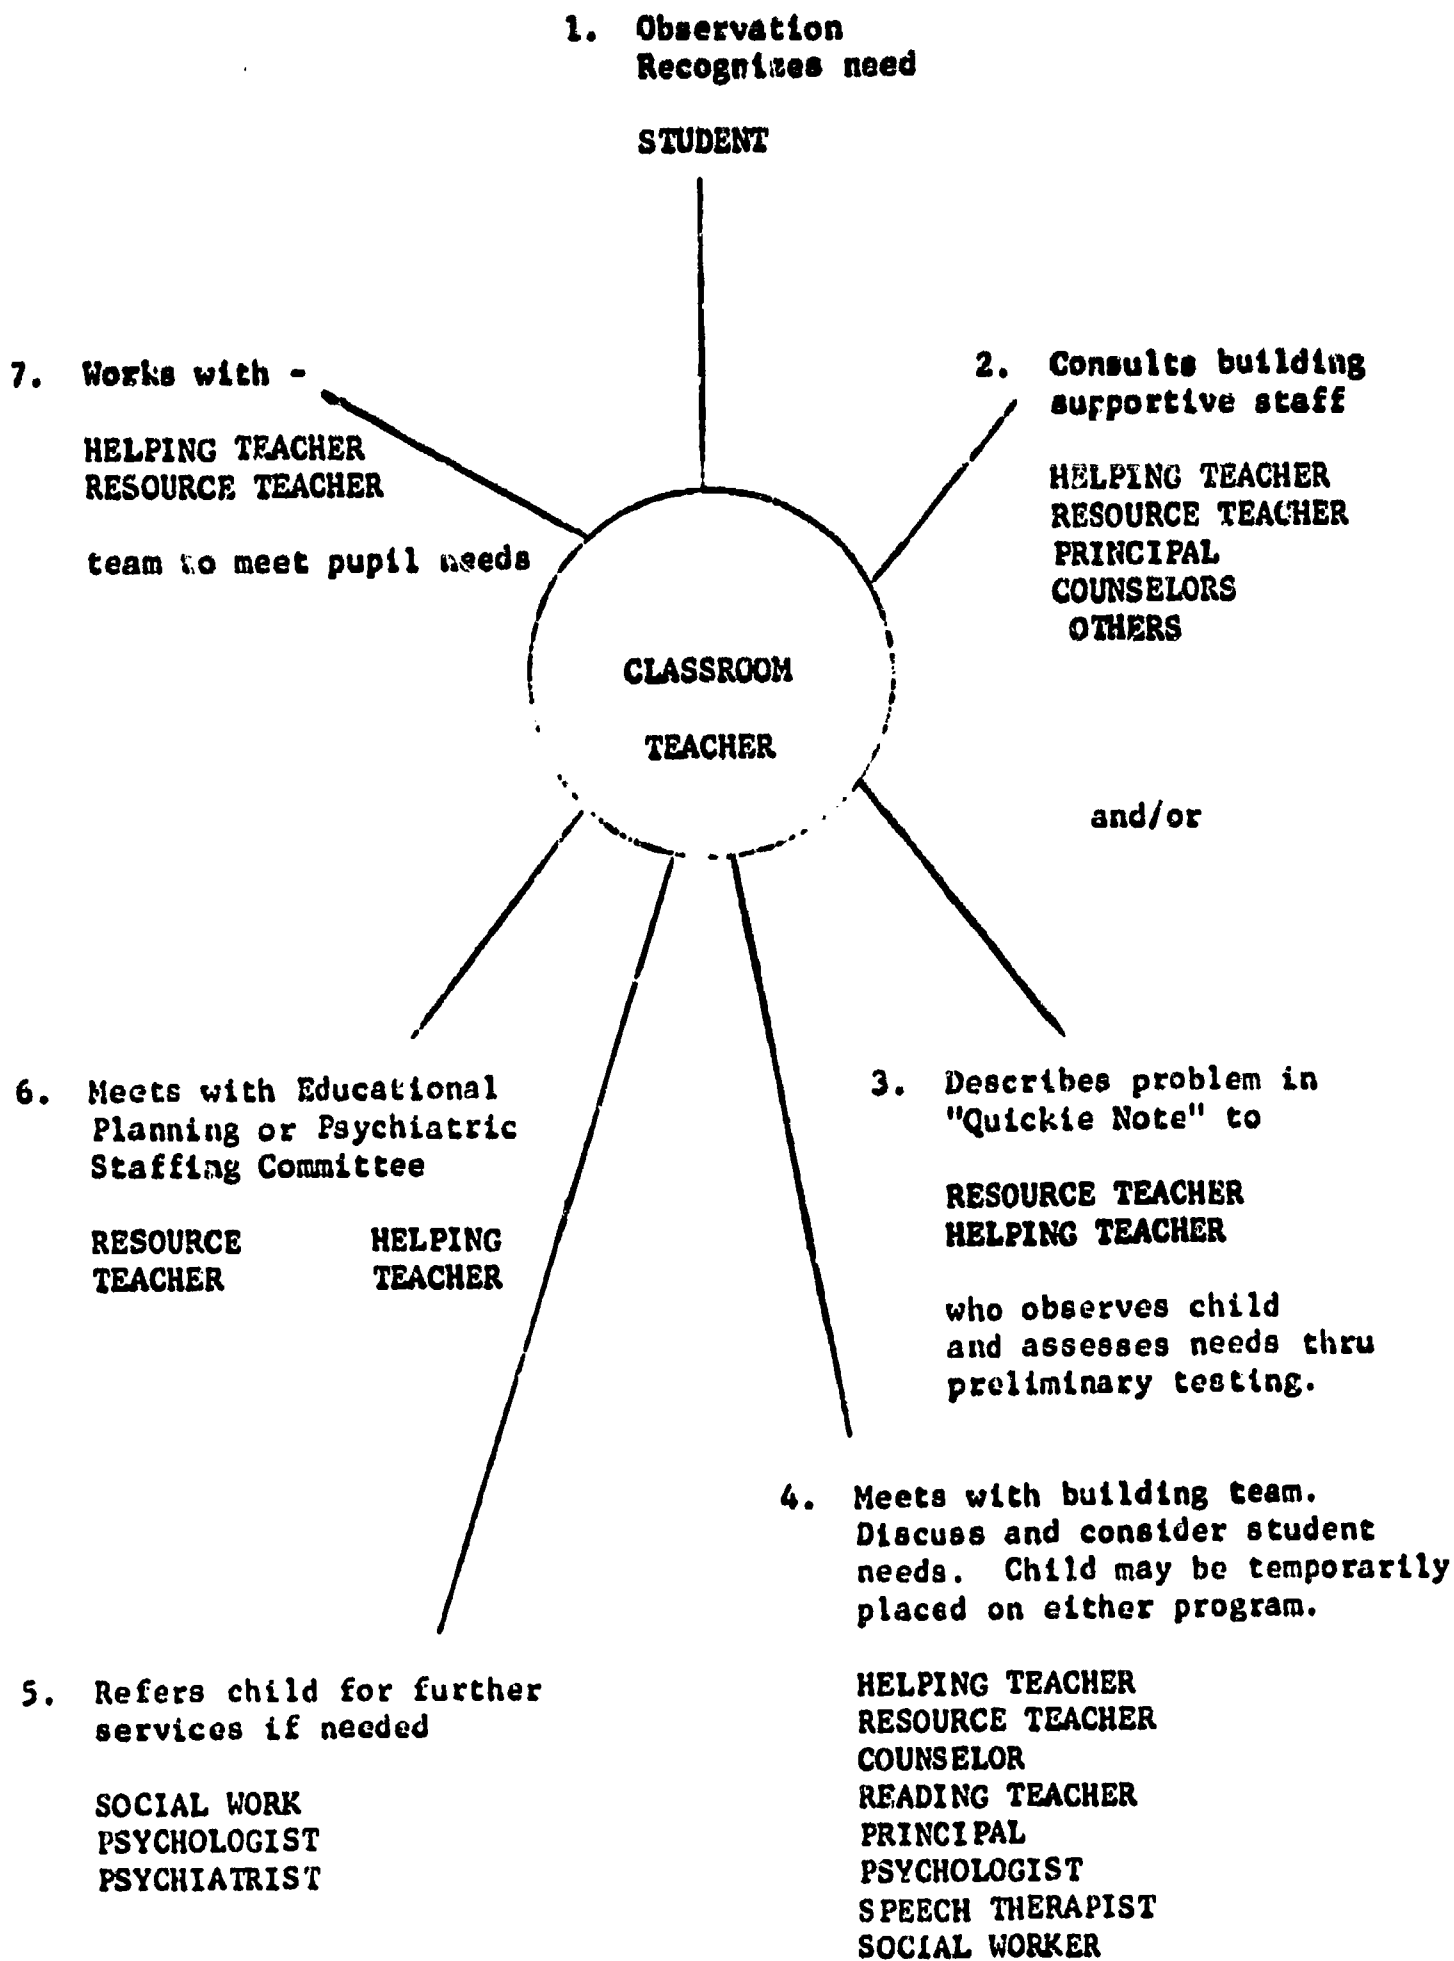 1. Observation
Recognizes need
STUDENT
7. Works with -
HELPING TEACHER
RESOURCE TEACHER
team to meet pupil needs
2. Consults building
supportive staff
HELPING TEACHER
RESOURCE TEACHER
PRINCIPAL
COUNSELORS
OTHERS
CLASSROOM
TEACHER
and/or
6. Meets with Educational
Planning or Psychiatric
Staffing Committee
RESOURCE HELPING
TEACHER TEACHER
3. Describes problem in
"Quickie Note" to
RESOURCE TEACHER
HELPING TEACHER
who observes child
and assesses needs thru
preliminary testing.
4. Meets with building team.
Discuss and consider student
needs. Child may be temporarily
placed on either program.
HELPING TEACHER
RESOURCE TEACHER
COUNSELOR
READING TEACHER
PRINCIPAL
PSYCHOLOGIST
SPEECH THERAPIST
SOCIAL WORKER
5. Refers child for further
services if needed
SOCIAL WORK
PSYCHOLOGIST
PSYCHIATRIST